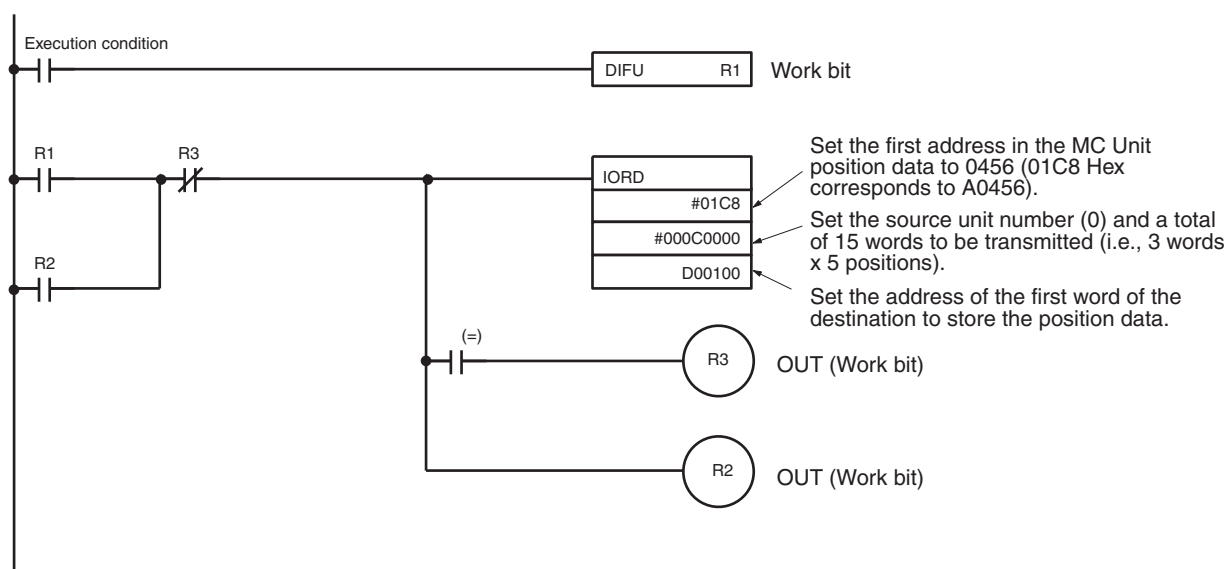 Execution condition
DIFU R1 Work bit
R1 R3
IORD
#01C8
#000C0000
D00100
Set the first address in the MC Unit
position data to 0456 (01C8 Hex
corresponds to A0456).
Set the source unit number (0) and a total
of 15 words to be transmitted (i.e., 3 words
x 5 positions).
Set the address of the first word of the
destination to store the position data.
R2
(=)
R3 OUT (Work bit)
R2 OUT (Work bit)